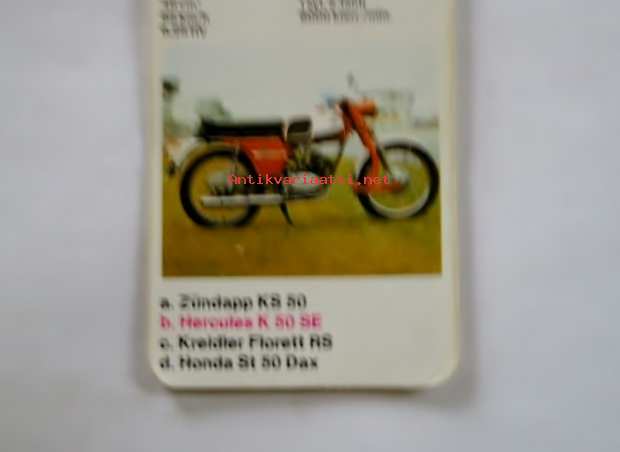 Antikvariaatti.net
a. Zündapp KS 50
b. Hercules K 50 SE
c. Kreidler Florett RS
d. Honda St 50 Dax